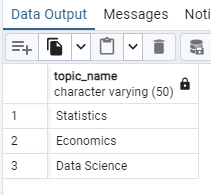 Data Output Messages Noti
topic_name
character varying (50)
1 Statistics
2 Economics
3 Data Science